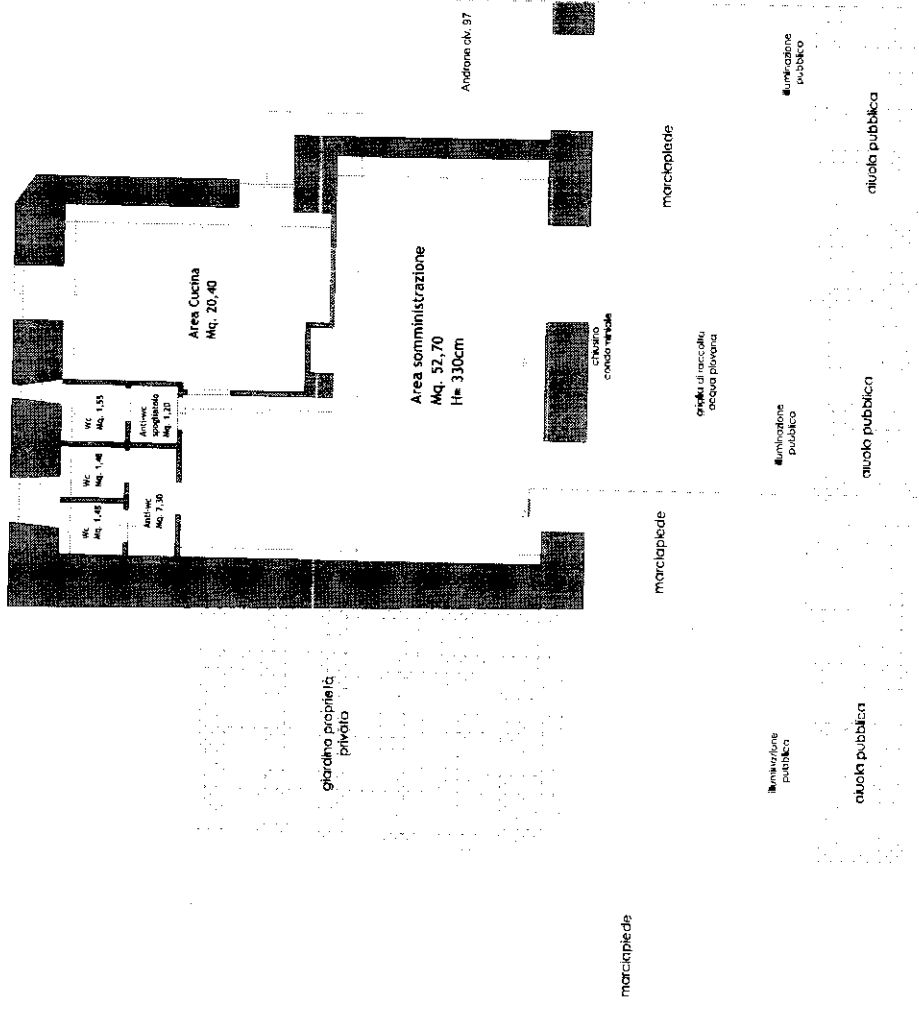 Androne civ. 97
illuminazione
pubblico
aiuola pubblica
marciapiede
Area Cucina
Mq. 20,40
Area somministrazione
Mq. 52,70
H= 330cm
chiusino
condominiale
griglia di raccolta
acqua piovana
Wc
Mq. 1,55
Anti-wc
spogliatoio
Mq. 1,20
Wc
Mq. 1,40
Wc
Mq. 1,45
Anti-wc
Mq. 7,30
illuminazione
pubblico
aiuola pubblica
marciapiede
giardino proprietà
privata
illuminazione
pubblica
aiuola pubblica
marciapiede